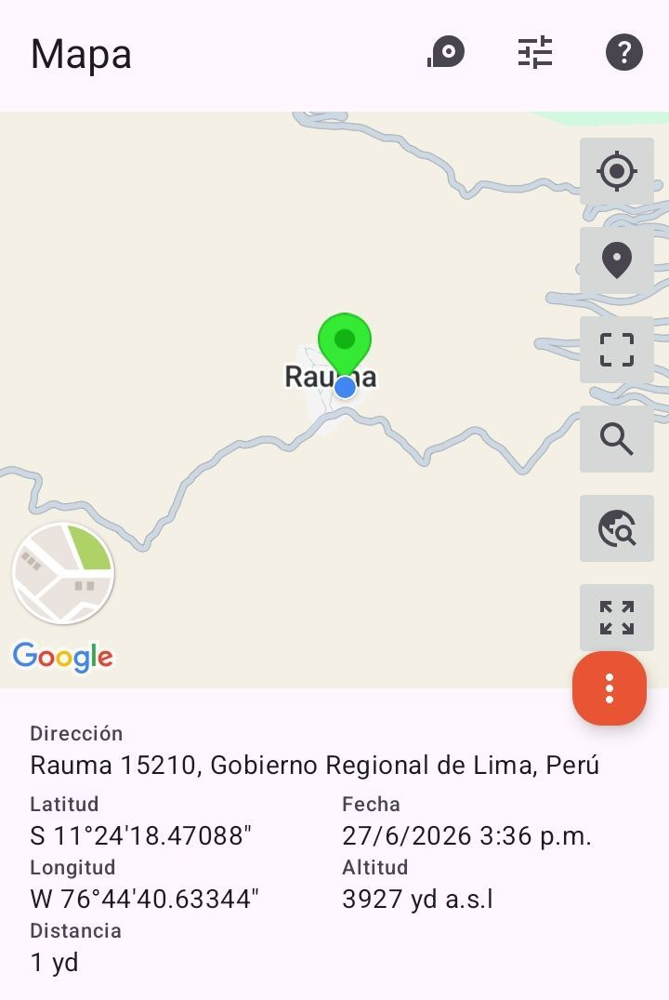 Mapa
Rauma
Google
Dirección
Rauma 15210, Gobierno Regional de Lima, Perú
Latitud
S 11°24'18.47088"
Fecha
27/6/2026 3:36 p.m.
Longitud
W 76°44'40.63344"
Altitud
3927 yd a.s.l
Distancia
1 yd